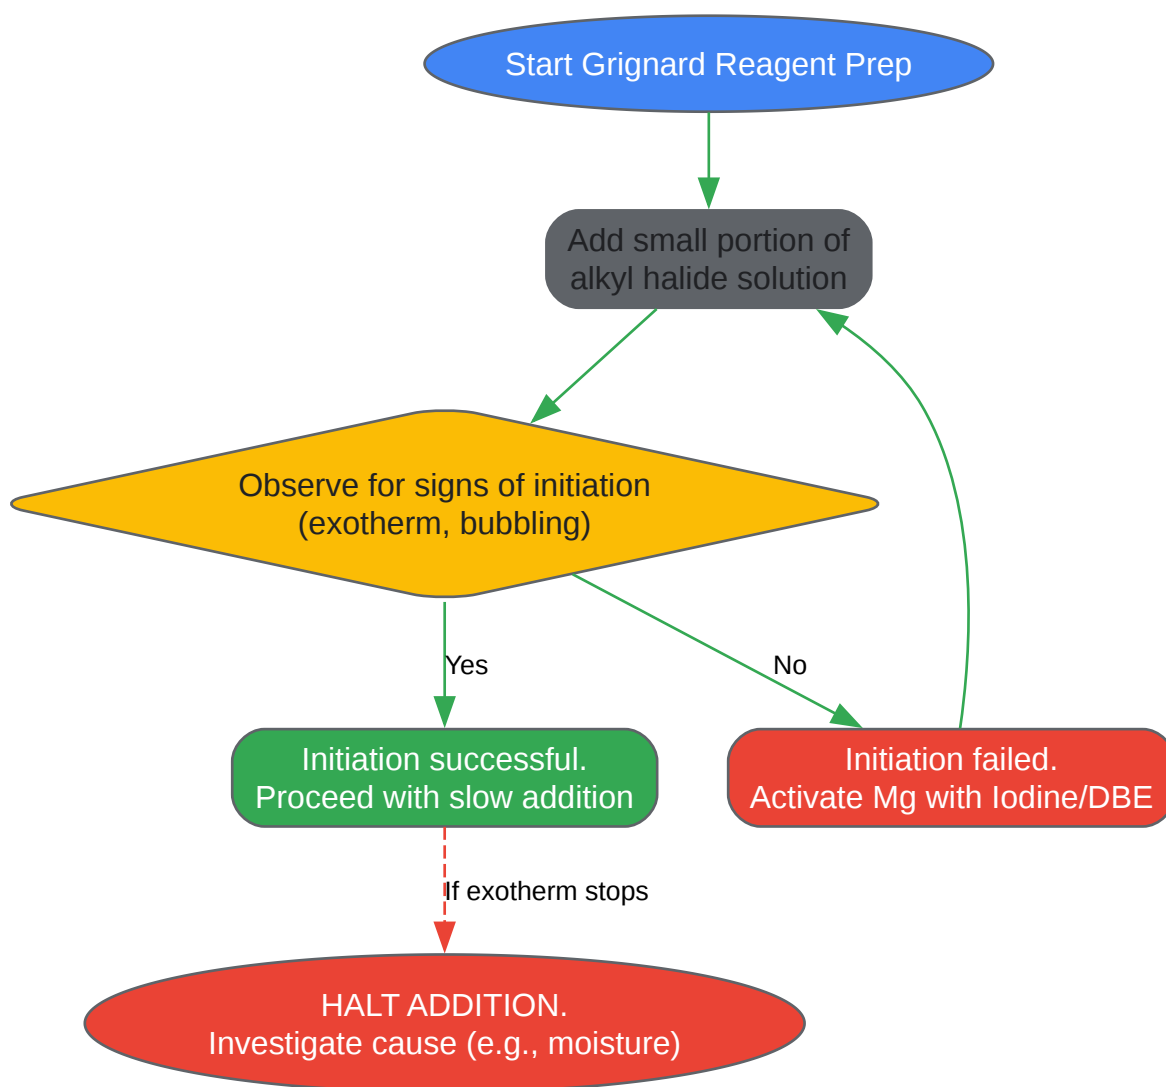 Start Grignard Reagent Prep
Add small portion of
alkyl halide solution
Observe for signs of initiation
(exotherm, bubbling)
Yes
No
Initiation successful.
Proceed with slow addition
Initiation failed.
Activate Mg with Iodine/DBE
If exotherm stops
HALT ADDITION.
Investigate cause (e.g., moisture)